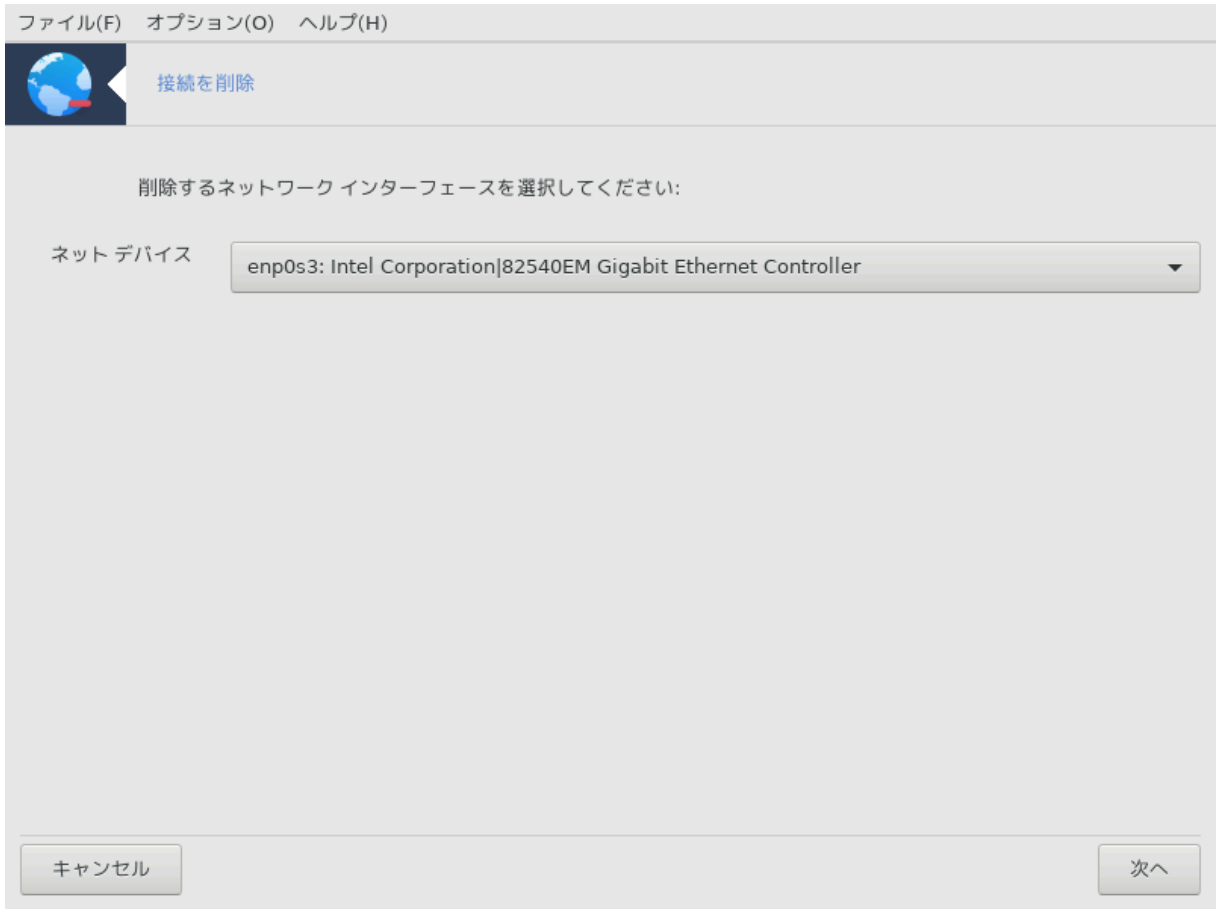 ファイル(F) オプション(O) ヘルプ(H)
接続を削除
削除するネットワーク インターフェースを選択してください:
ネット デバイス
enp0s3: Intel Corporation|82540EM Gigabit Ethernet Controller
キャンセル
次へ